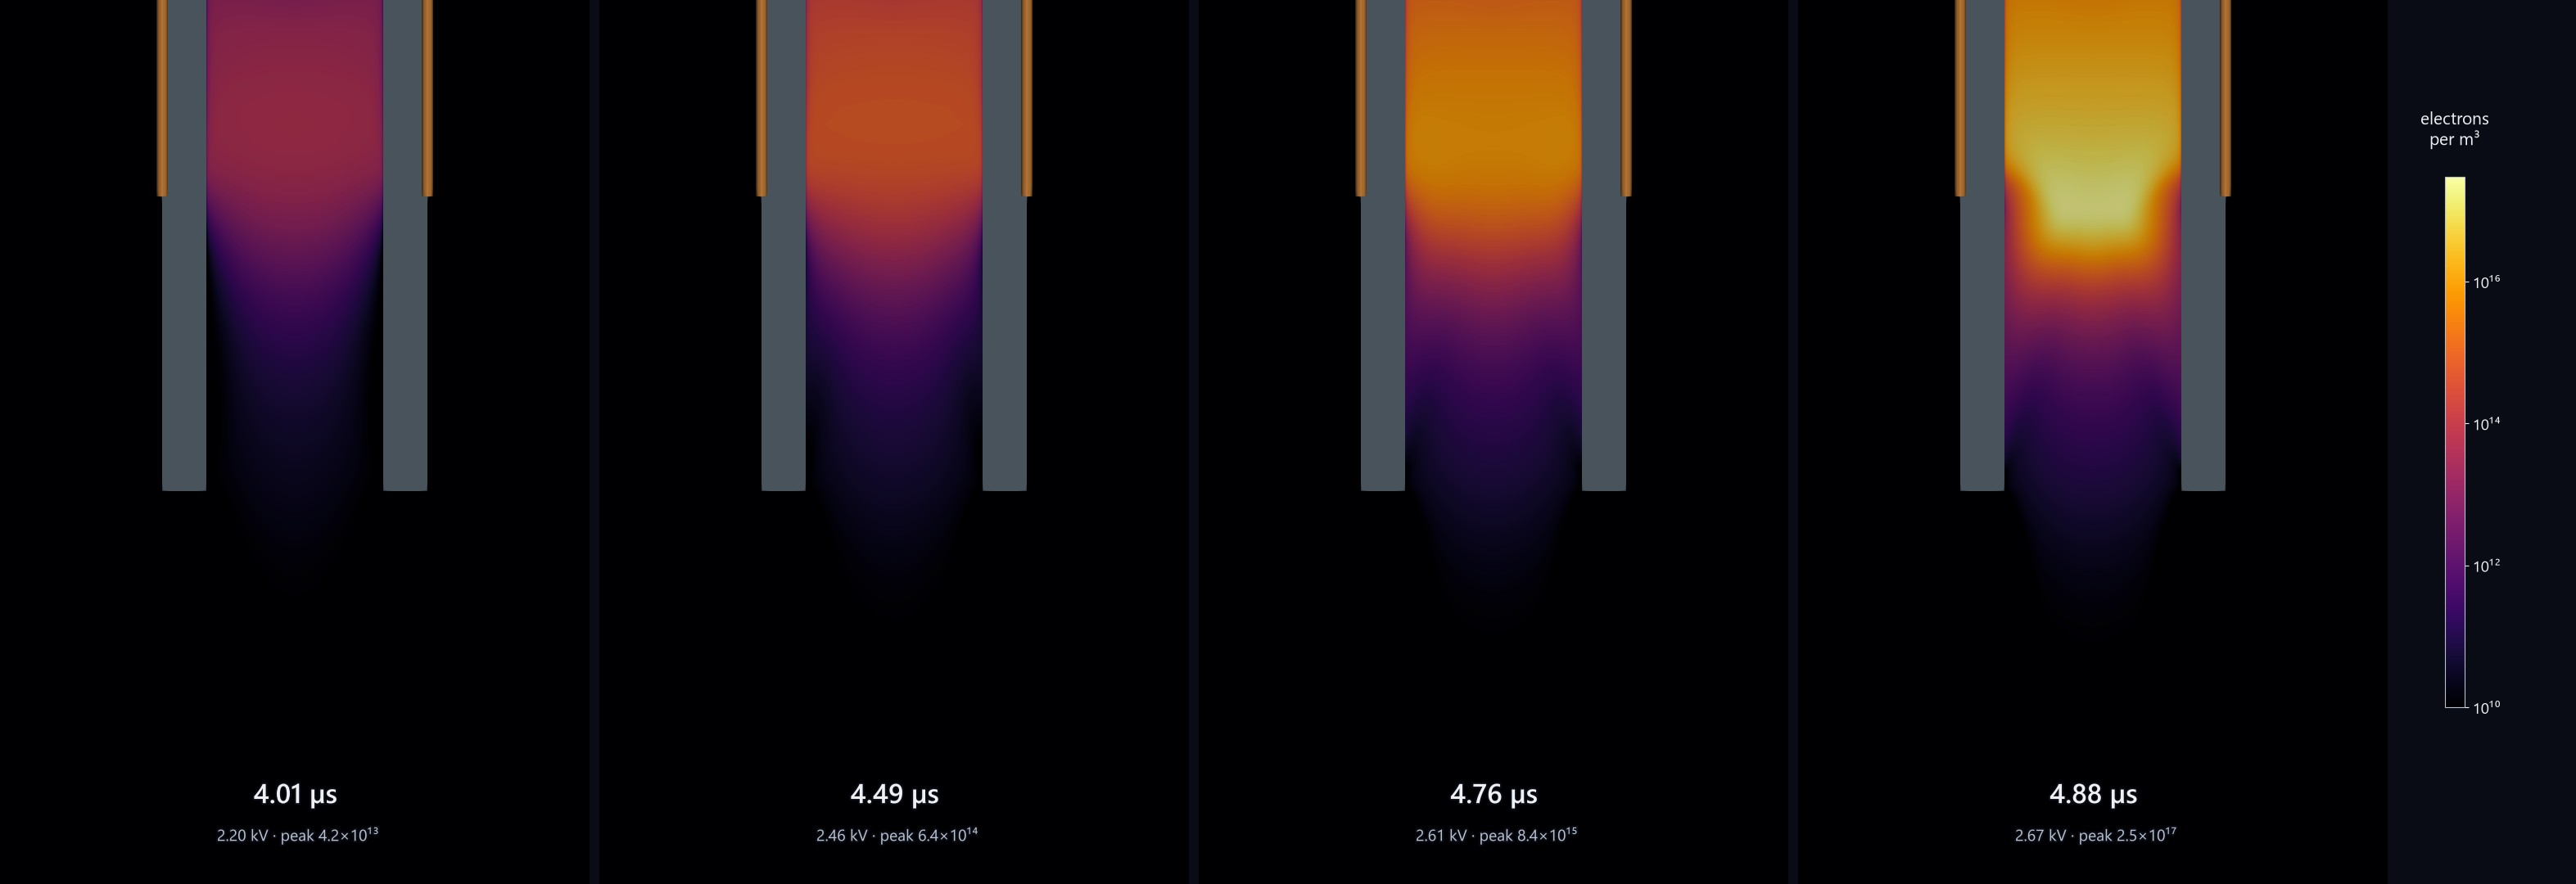 electrons
per m³
10¹⁶
10¹⁴
10¹²
10¹⁰
4.01 µs
2.20 kV · peak 4.2×10¹³
4.49 µs
2.46 kV · peak 6.4×10¹⁴
4.76 µs
2.61 kV · peak 8.4×10¹⁵
4.88 µs
2.67 kV · peak 2.5×10¹⁷